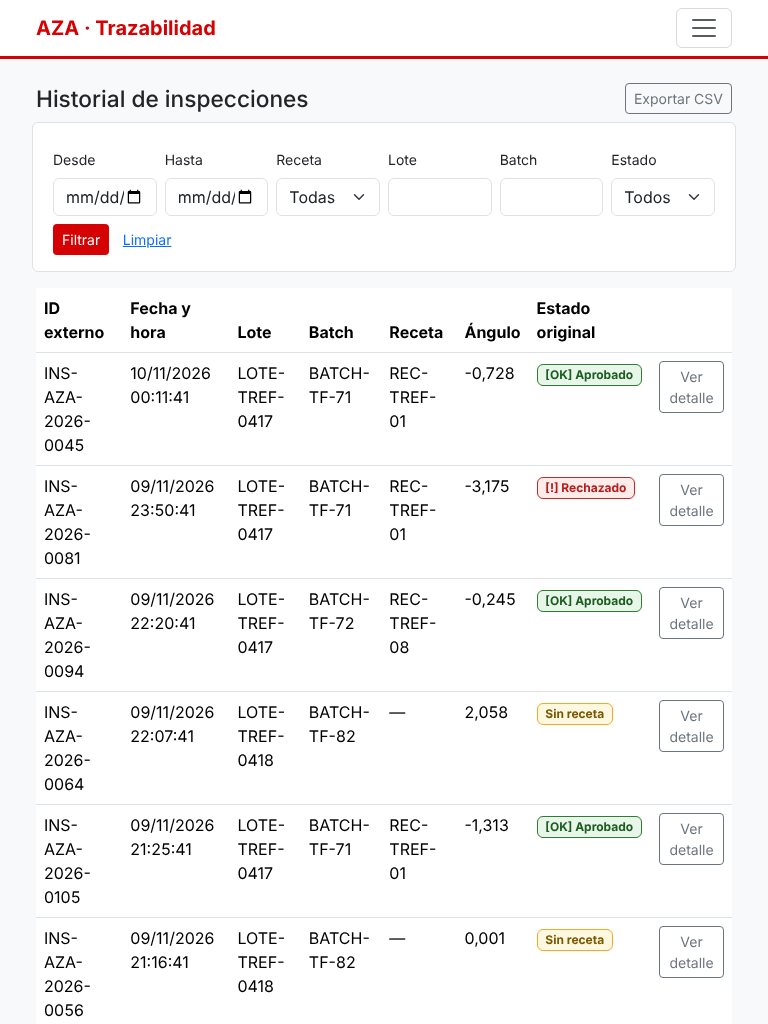 AZA · Trazabilidad
Historial de inspecciones
Exportar CSV
Desde Hasta Receta Lote Batch Estado
mm/dd/ mm/dd/ Todas Todos
Filtrar Limpiar
ID externo Fecha y hora Lote Batch Receta Ángulo Estado original
INS-AZA-2026-0045 10/11/2026 00:11:41 LOTE-TREF-0417 BATCH-TF-71 REC-TREF-01 -0,728 [OK] Aprobado Ver detalle
INS-AZA-2026-0081 09/11/2026 23:50:41 LOTE-TREF-0417 BATCH-TF-71 REC-TREF-01 -3,175 [!] Rechazado Ver detalle
INS-AZA-2026-0094 09/11/2026 22:20:41 LOTE-TREF-0417 BATCH-TF-72 REC-TREF-08 -0,245 [OK] Aprobado Ver detalle
INS-AZA-2026-0064 09/11/2026 22:07:41 LOTE-TREF-0418 BATCH-TF-82 — 2,058 Sin receta Ver detalle
INS-AZA-2026-0105 09/11/2026 21:25:41 LOTE-TREF-0417 BATCH-TF-71 REC-TREF-01 -1,313 [OK] Aprobado Ver detalle
INS-AZA-2026-0056 09/11/2026 21:16:41 LOTE-TREF-0418 BATCH-TF-82 — 0,001 Sin receta Ver detalle